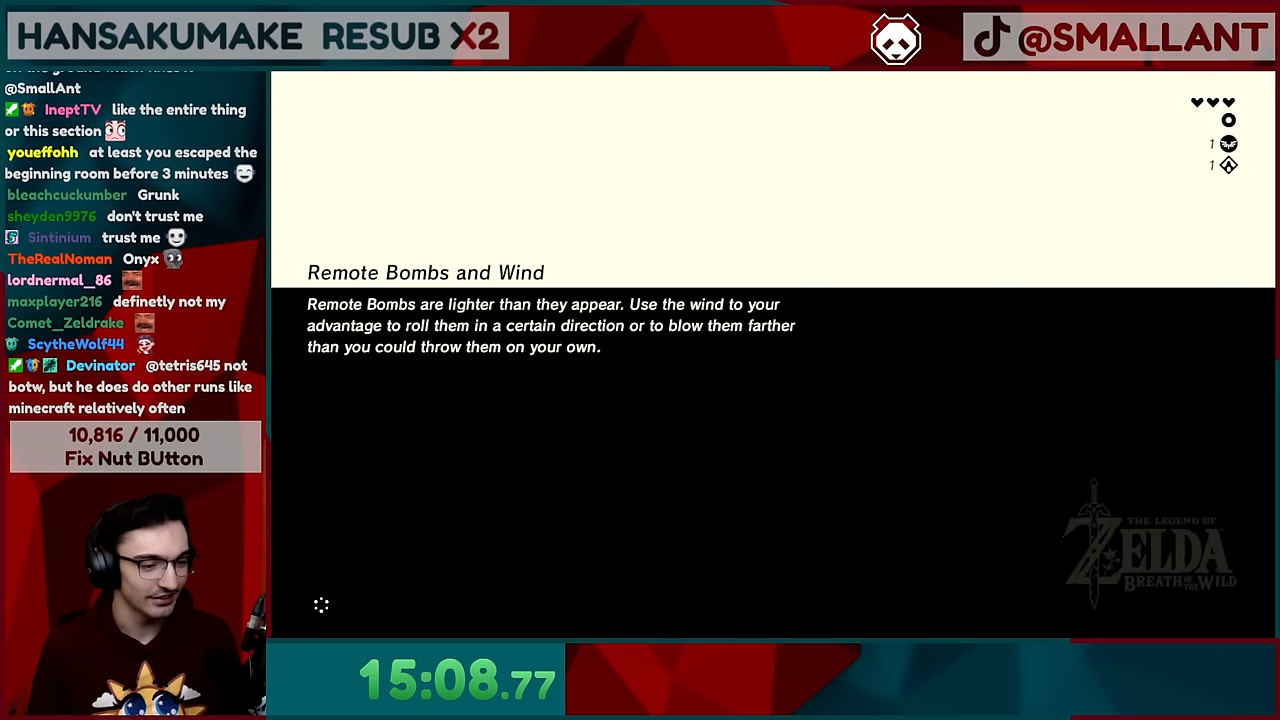 HANSAKUMAKE RESUB X2
@SMALLANT
@SmallAnt
IneptTV like the entire thing
or this section
youeffohh at least you escaped the
beginning room before 3 minutes
bleachcuckumber Grunk
sheyden9976 don't trust me
Sintinium trust me
TheRealNoman Onyx
lordnermal_86
maxplayer216 definetly not my
Comet_Zeldrake
ScytheWolf44
Devinator @tetris645 not
botw, but he does do other runs like
minecraft relatively often
10,816 / 11,000
Fix Nut BUtton
1
1
Remote Bombs and Wind
Remote Bombs are lighter than they appear. Use the wind to your
advantage to roll them in a certain direction or to blow them farther
than you could throw them on your own.
THE LEGEND OF
ZELDA
BREATH OF THE WILD
15:08.77